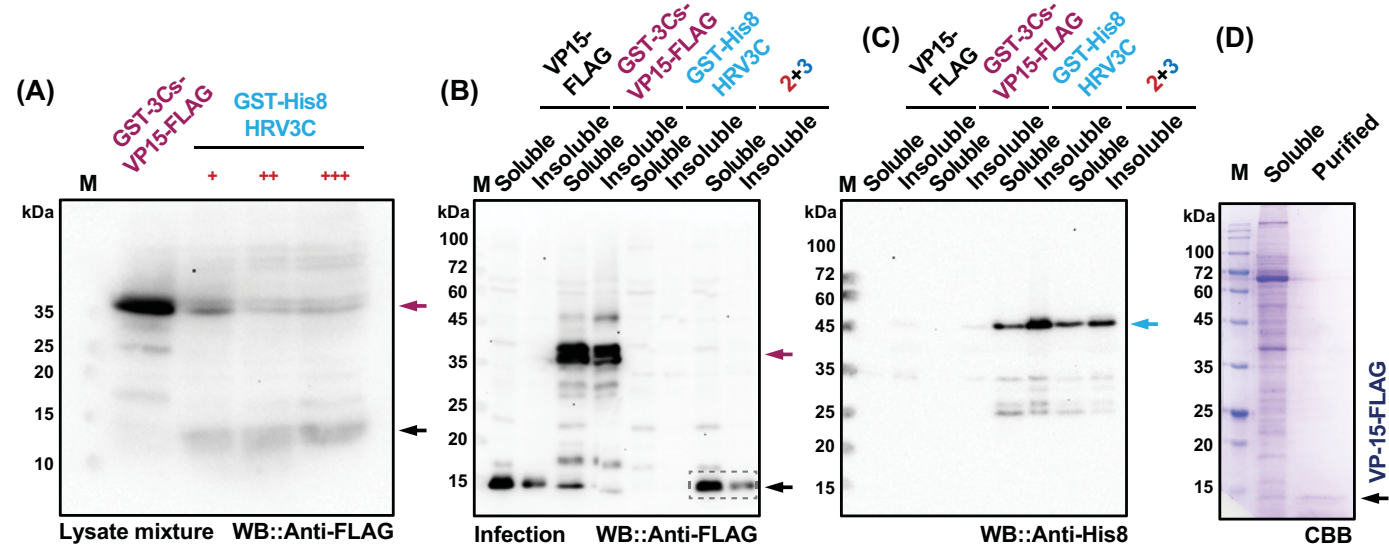 (A)
GST-3Cs-
VP15-FLAG
GST-His8
HRV3C
M
+
++
+++
kDa
35
25
20
15
10
Lysate mixture
WB::Anti-FLAG
(B)
VP15-
FLAG
GST-3Cs-
VP15-FLAG
GST-His8
HRV3C
2+3
M
Soluble
Insoluble
Soluble
Insoluble
Soluble
Insoluble
Soluble
Insoluble
kDa
100
72
60
45
35
25
20
15
Infection
WB::Anti-FLAG
(C)
VP15-
FLAG
GST-3Cs-
VP15-FLAG
GST-His8
HRV3C
2+3
M
Soluble
Insoluble
Soluble
Insoluble
Soluble
Insoluble
Soluble
Insoluble
kDa
100
72
60
45
35
25
20
15
WB::Anti-His8
(D)
M
Soluble
Purified
kDa
100
72
60
45
35
25
20
15
VP-15-FLAG
CBB